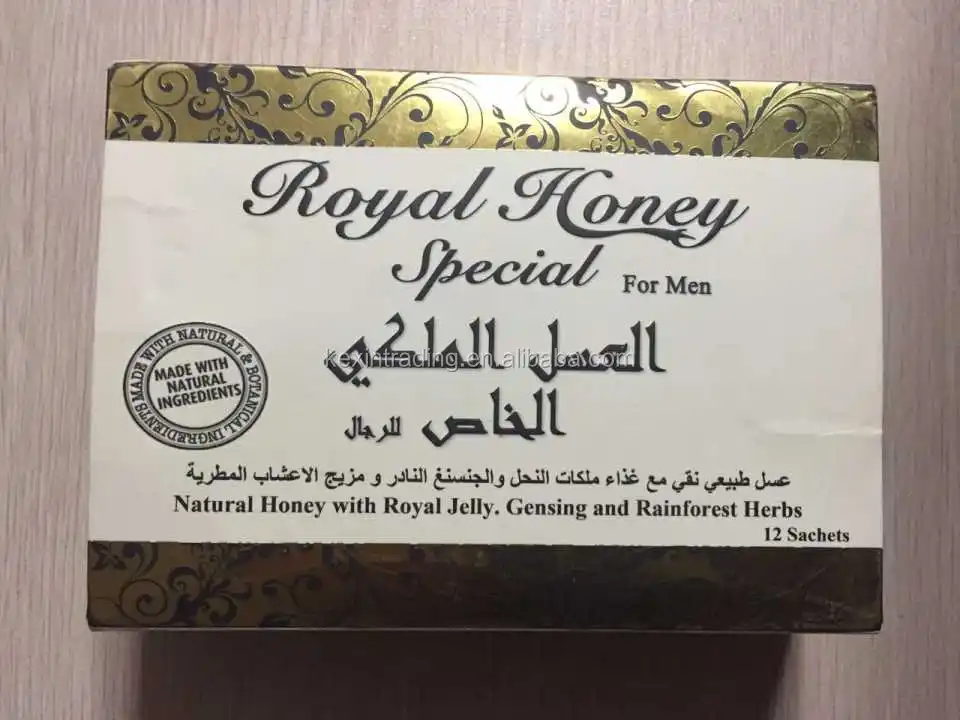 Royal Honey
Special For Men
العسل الملكي
kexintrading.en.alibaba.com
الخاص للرجال
MADE WITH NATURAL & BOTANICAL INGREDIENTS
MADE WITH
NATURAL
INGREDIENTS
عسل طبيعي نقي مع غذاء ملكات النحل والجنسنغ النادر و مزيج الاعشاب المطرية
Natural Honey with Royal Jelly. Gensing and Rainforest Herbs
12 Sachets